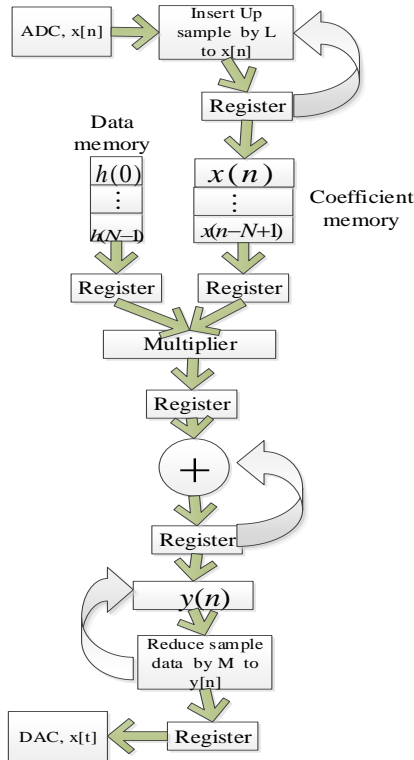 ADC, x[n]
Insert Up
sample by L
to x[n]
Register
Data
memory
h(0)
⋮
h(N−1)
x(n)
⋮
x(n−N+1)
Coefficient
memory
Register
Register
Multiplier
Register
+
Register
y(n)
Reduce sample
data by M to
y[n]
DAC, x[t]
Register